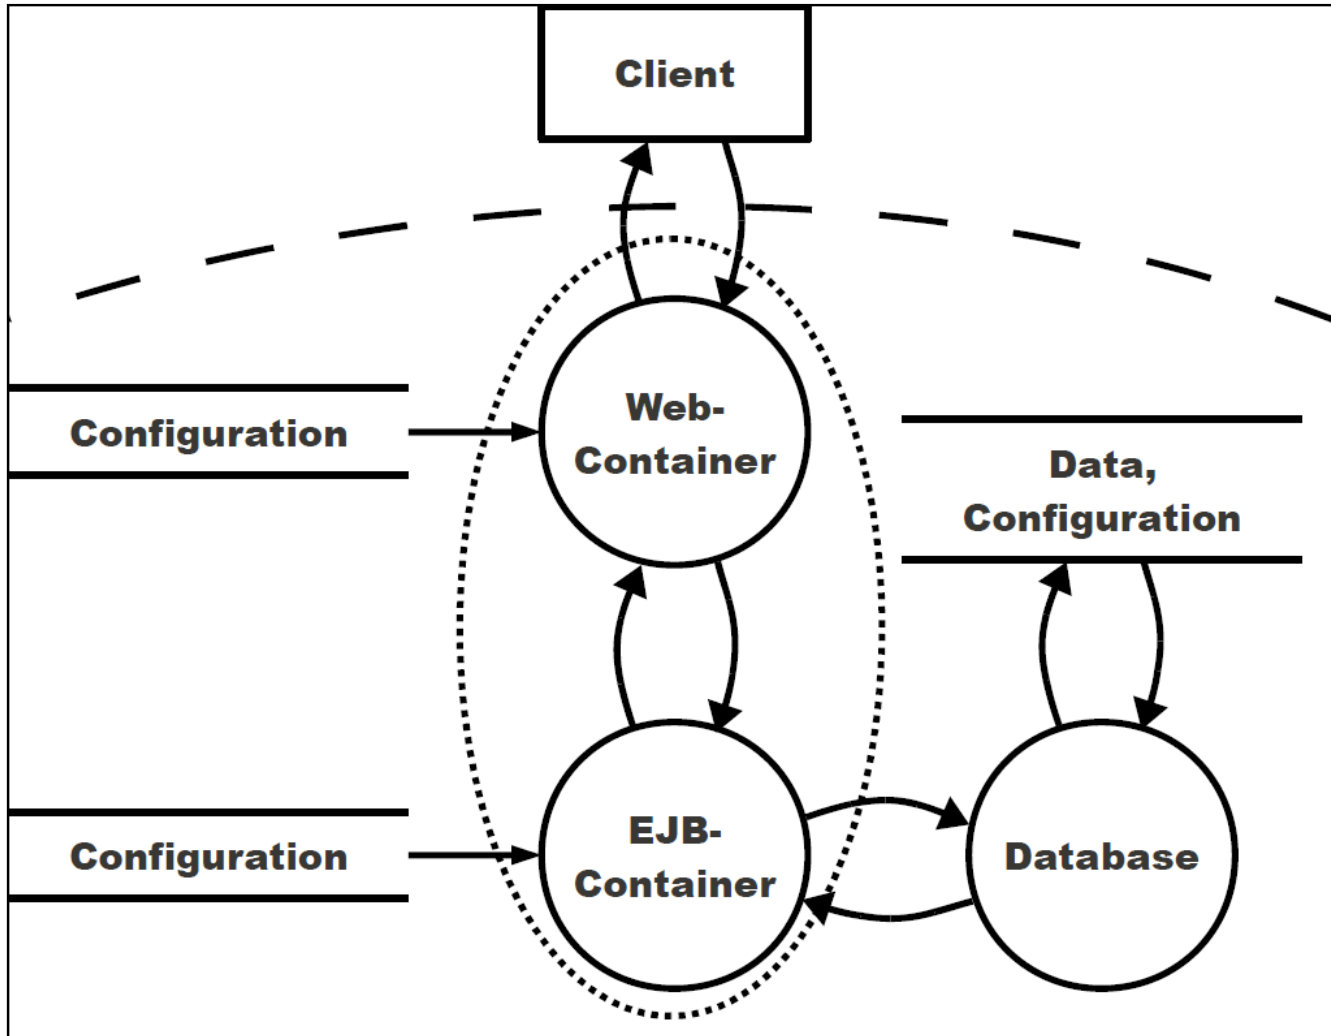 Client
Configuration
Web-
Container
Data,
Configuration
Configuration
EJB-
Container
Database